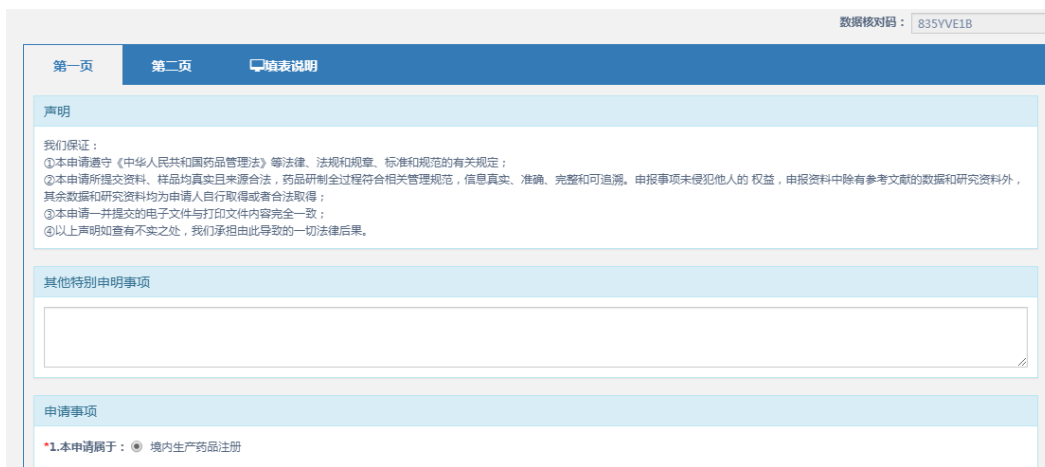 数据核对码： 835YVE1B
第一页 第二页 填表说明
声明
我们保证：
①本申请遵守《中华人民共和国药品管理法》等法律、法规和规章、标准和规范的有关规定；
②本申请所提交资料、样品均真实且来源合法，药品研制全过程符合相关管理规范，信息真实、准确、完整和可追溯。申报事项未侵犯他人的 权益，申报资料中除有参考文献的数据和研究资料外，
其余数据和研究资料均为申请人自行取得或者合法取得；
③本申请一并提交的电子文件与打印文件内容完全一致；
④以上声明如查有不实之处，我们承担由此导致的一切法律后果。
其他特别申明事项
申请事项
*1.本申请属于： 境内生产药品注册